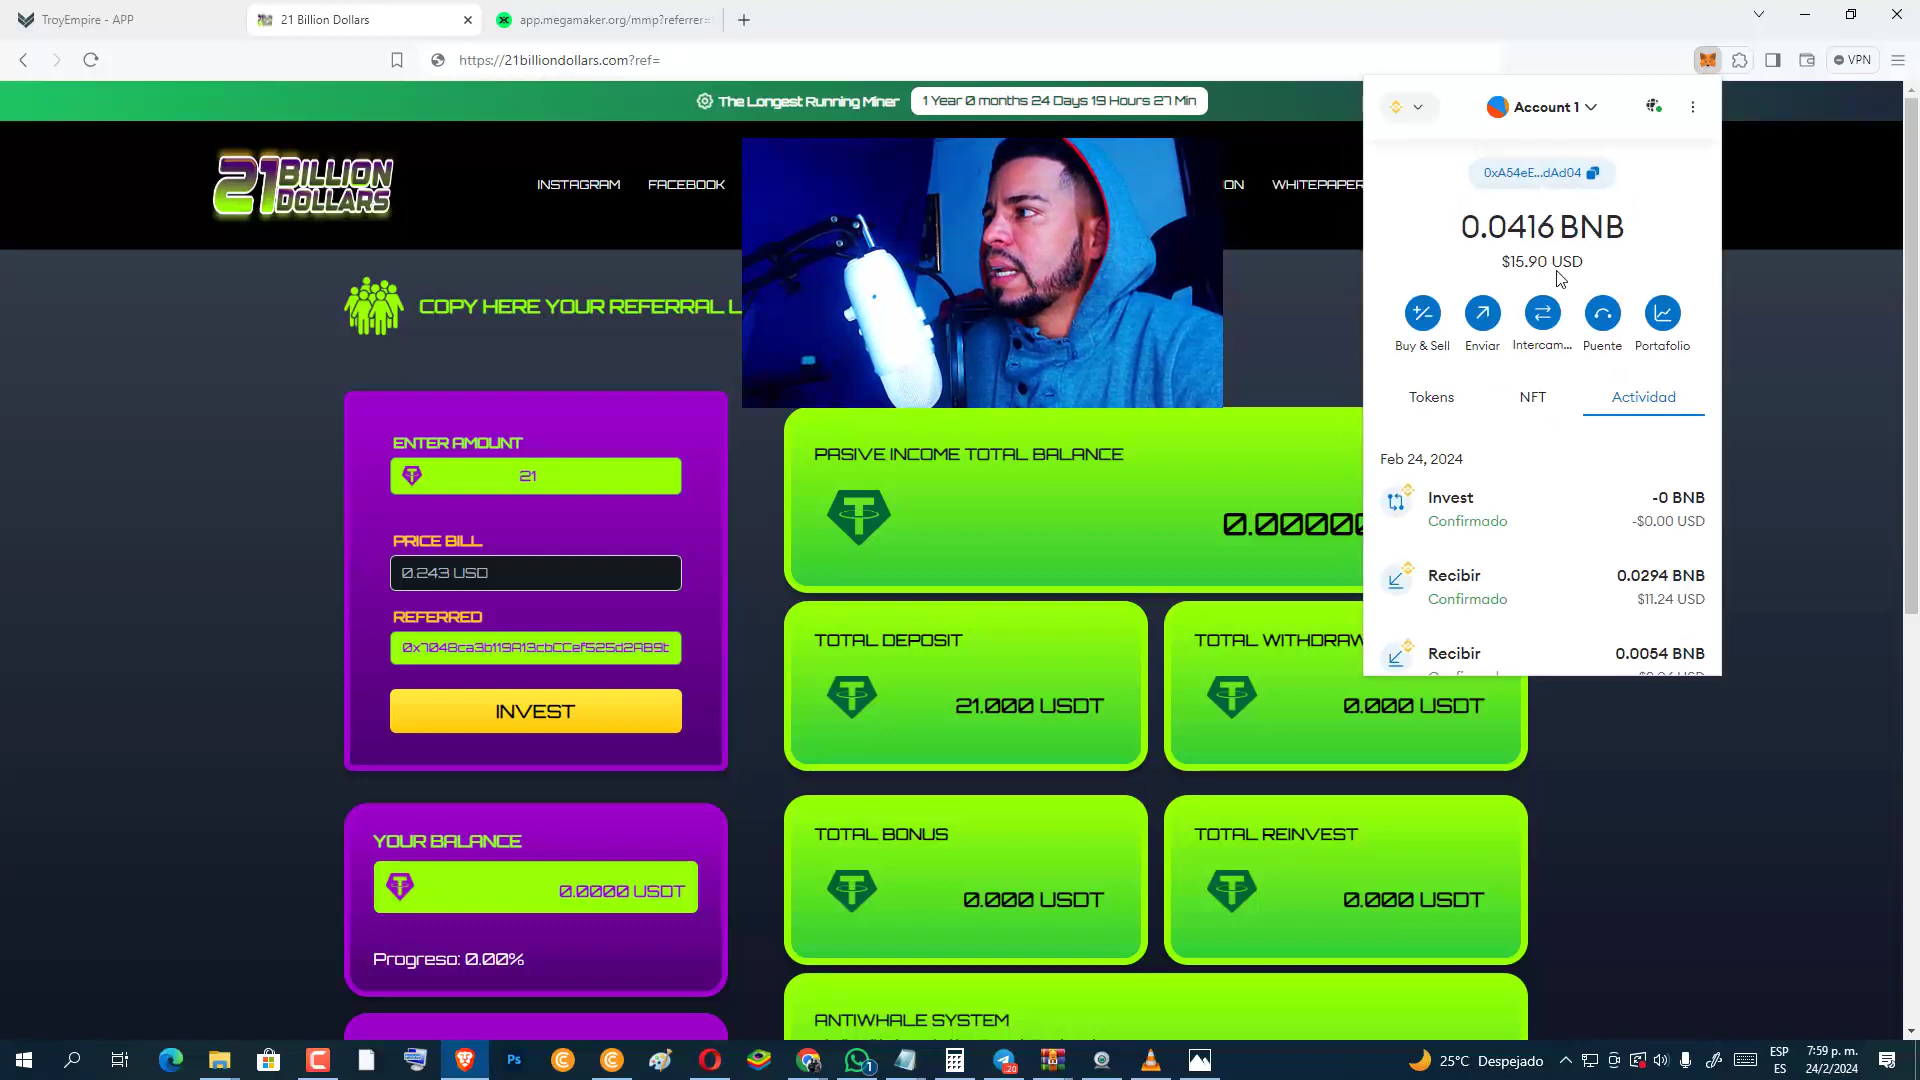 TroyEmpire - APP
21 Billion Dollars
app.megamaker.org/mmp?referrer=
https://21billiondollars.com?ref=
VPN
The Longest Running Miner
1 Year 0 months 24 Days 19 Hours 27 Min
21 BILLION
DOLLARS
INSTAGRAM
FACEBOOK
ON
WHITEPAPER
COPY HERE YOUR REFERRAL L
ENTER AMOUNT
21
PRICE BILL
0.243 USD
REFERRED
INVEST
YOUR BALANCE
0.0000 USDT
Progreso: 0.00%
PASIVE INCOME TOTAL BALANCE
0.00000
TOTAL DEPOSIT
21.000 USDT
TOTAL WITHDRAW
0.000 USDT
TOTAL BONUS
0.000 USDT
TOTAL REINVEST
0.000 USDT
ANTIWHALE SYSTEM
Account 1
0xA54eE...dAd04
0.0416 BNB
$15.90 USD
Buy & Sell
Enviar
Intercam...
Puente
Portafolio
Tokens
NFT
Actividad
Feb 24, 2024
Invest
-0 BNB
Confirmado
-$0.00 USD
Recibir
0.0294 BNB
Confirmado
$11.24 USD
Recibir
0.0054 BNB
Ps
1
20
25°C Despejado
ESP
ES
7:59 p. m.
24/2/2024